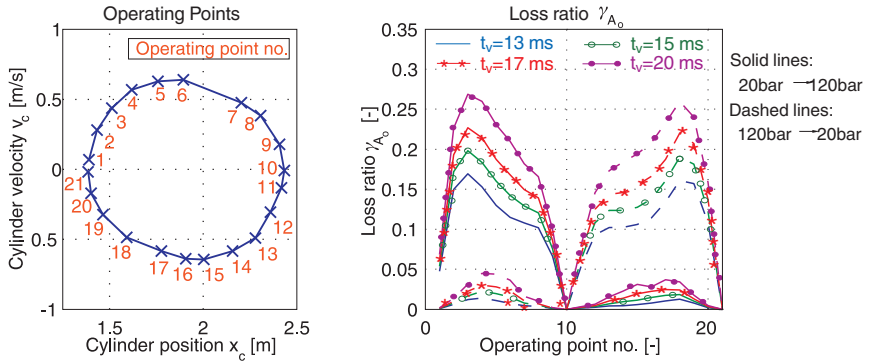 Operating Points
Operating point no.
1
0.5
0
-0.5
-1
1.5
2
2.5
Cylinder velocity v_c [m/s]
Cylinder position x_c [m]
1
2
3
4
5
6
7
8
9
10
11
12
13
14
15
16
17
18
19
20
21
Loss ratio γ_A_o
t_v=13 ms
t_v=15 ms
t_v=17 ms
t_v=20 ms
0.35
0.3
0.25
0.2
0.15
0.1
0.05
0
0
10
20
Loss ratio γ_A_o [-]
Operating point no. [-]
Solid lines:
20bar → 120bar
Dashed lines:
120bar → 20bar